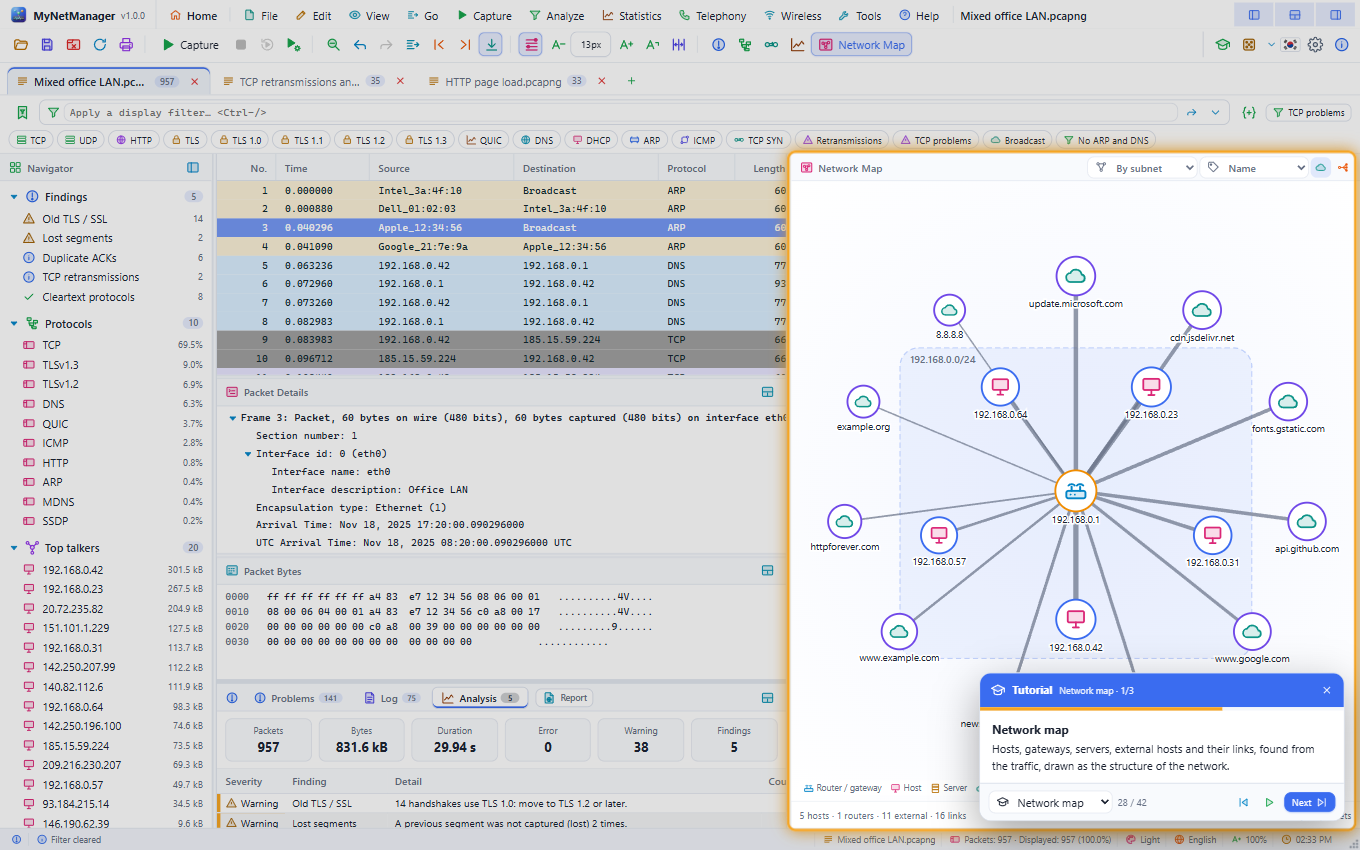 MyNetManager v1.0.0 Home File Edit View Go Capture Analyze Statistics Telephony Wireless Tools Help Mixed office LAN.pcapng
Capture 13px A− A+ Network Map
Mixed office LAN.pc... 957 TCP retransmissions an... 35 HTTP page load.pcapng 33
Apply a display filter… <Ctrl-/> TCP problems
TCP UDP HTTP TLS TLS 1.0 TLS 1.1 TLS 1.2 TLS 1.3 QUIC DNS DHCP ARP ICMP TCP SYN Retransmissions TCP problems Broadcast No ARP and DNS
Navigator
Findings 5
Old TLS / SSL 14
Lost segments 2
Duplicate ACKs 6
TCP retransmissions 2
Cleartext protocols 8
Protocols 10
TCP 69.5%
TLSv1.3 9.0%
TLSv1.2 6.9%
DNS 6.3%
QUIC 3.7%
ICMP 2.8%
HTTP 0.8%
ARP 0.4%
MDNS 0.4%
SSDP 0.2%
Top talkers 20
192.168.0.42 301.5 kB
192.168.0.23 267.5 kB
20.72.235.82 204.9 kB
151.101.1.229 127.5 kB
192.168.0.31 113.7 kB
142.250.207.99 112.2 kB
140.82.112.6 111.9 kB
192.168.0.64 98.3 kB
142.250.196.100 74.6 kB
185.15.59.224 73.5 kB
209.216.230.207 69.3 kB
192.168.0.57 49.7 kB
93.184.215.14 34.5 kB
146.190.62.39 9.6 kB
No. Time Source Destination Protocol Length
1 0.000000 Intel_3a:4f:10 Broadcast ARP 60
2 0.000880 Dell_01:02:03 Intel_3a:4f:10 ARP 60
3 0.040296 Apple_12:34:56 Broadcast ARP 60
4 0.041090 Google_21:7e:9a Apple_12:34:56 ARP 60
5 0.063236 192.168.0.42 192.168.0.1 DNS 77
6 0.072960 192.168.0.1 192.168.0.42 DNS 93
7 0.073260 192.168.0.42 192.168.0.1 DNS 77
8 0.082983 192.168.0.1 192.168.0.42 DNS 77
9 0.083983 192.168.0.42 185.15.59.224 TCP 66
10 0.096712 185.15.59.224 192.168.0.42 TCP 66
Packet Details
Frame 3: Packet, 60 bytes on wire (480 bits), 60 bytes captured (480 bits) on interface eth0
Section number: 1
Interface id: 0 (eth0)
Interface name: eth0
Interface description: Office LAN
Encapsulation type: Ethernet (1)
Arrival Time: Nov 18, 2025 17:20:00.090296000
UTC Arrival Time: Nov 18, 2025 08:20:00.090296000 UTC
Packet Bytes
0000 ff ff ff ff ff ff a4 83 e7 12 34 56 08 06 00 01 ..........4V....
0010 08 00 06 04 00 01 a4 83 e7 12 34 56 c0 a8 00 17 ..........4V....
0020 00 00 00 00 00 00 c0 a8 00 39 00 00 00 00 00 00 .........9......
0030 00 00 00 00 00 00 00 00 00 00 00 00 ............
Problems 141 Log 75 Analysis 5 Report
Packets Bytes Duration Error Warning Findings
957 831.6 kB 29.94 s 0 38 5
Severity Finding Detail Cou
Warning Old TLS / SSL 14 handshakes use TLS 1.0: move to TLS 1.2 or later.
Warning Lost segments A previous segment was not captured (lost) 2 times.
Network Map By subnet Name
update.microsoft.com
8.8.8.8
cdn.jsdelivr.net
192.168.0.0/24
192.168.0.64
192.168.0.23
example.org
fonts.gstatic.com
192.168.0.1
httpforever.com
192.168.0.57
192.168.0.31
api.github.com
www.example.com
192.168.0.42
www.google.com
new
Router / gateway Host Server
5 hosts · 1 routers · 11 external · 16 links
Tutorial Network map · 1/3
Network map
Hosts, gateways, servers, external hosts and their links, found from
the traffic, drawn as the structure of the network.
Network map 28 / 42 Next
Filter cleared Mixed office LAN.pcapng Packets: 957 · Displayed: 957 (100.0%) Light English 100% 02:33 PM